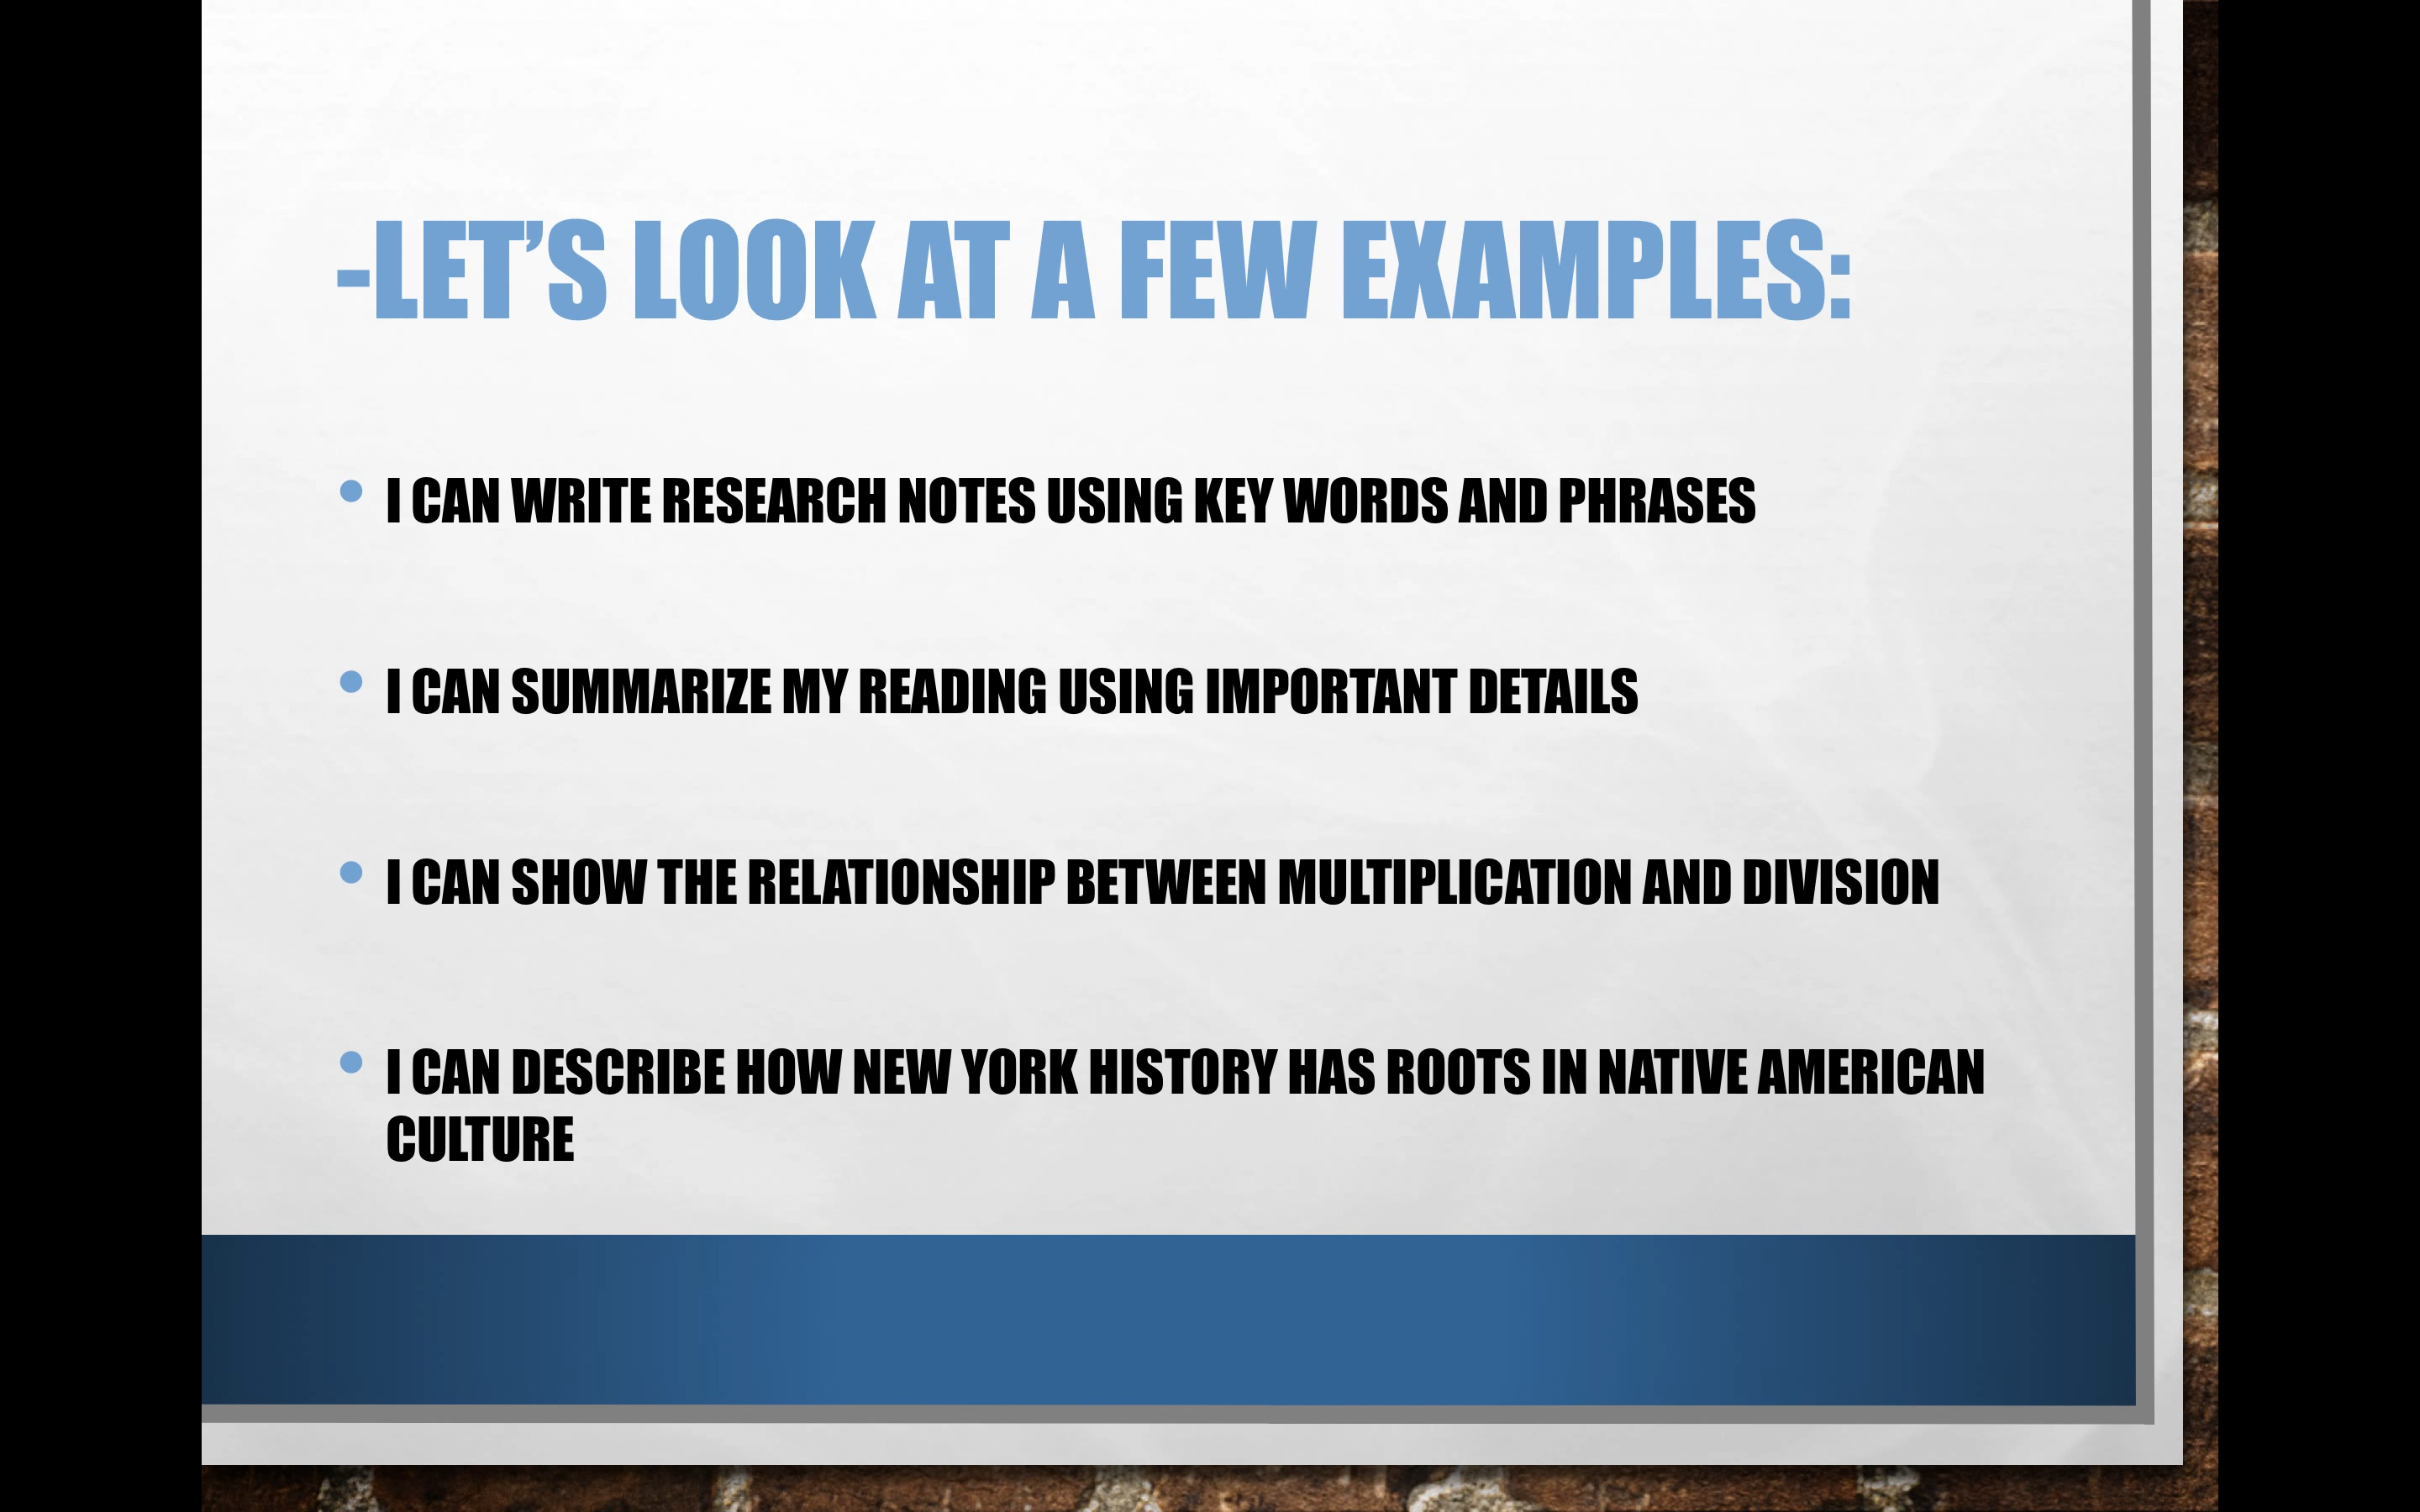 -LET’S LOOK AT A FEW EXAMPLES:
• I CAN WRITE RESEARCH NOTES USING KEY WORDS AND PHRASES
• I CAN SUMMARIZE MY READING USING IMPORTANT DETAILS
• I CAN SHOW THE RELATIONSHIP BETWEEN MULTIPLICATION AND DIVISION
• I CAN DESCRIBE HOW NEW YORK HISTORY HAS ROOTS IN NATIVE AMERICAN
CULTURE